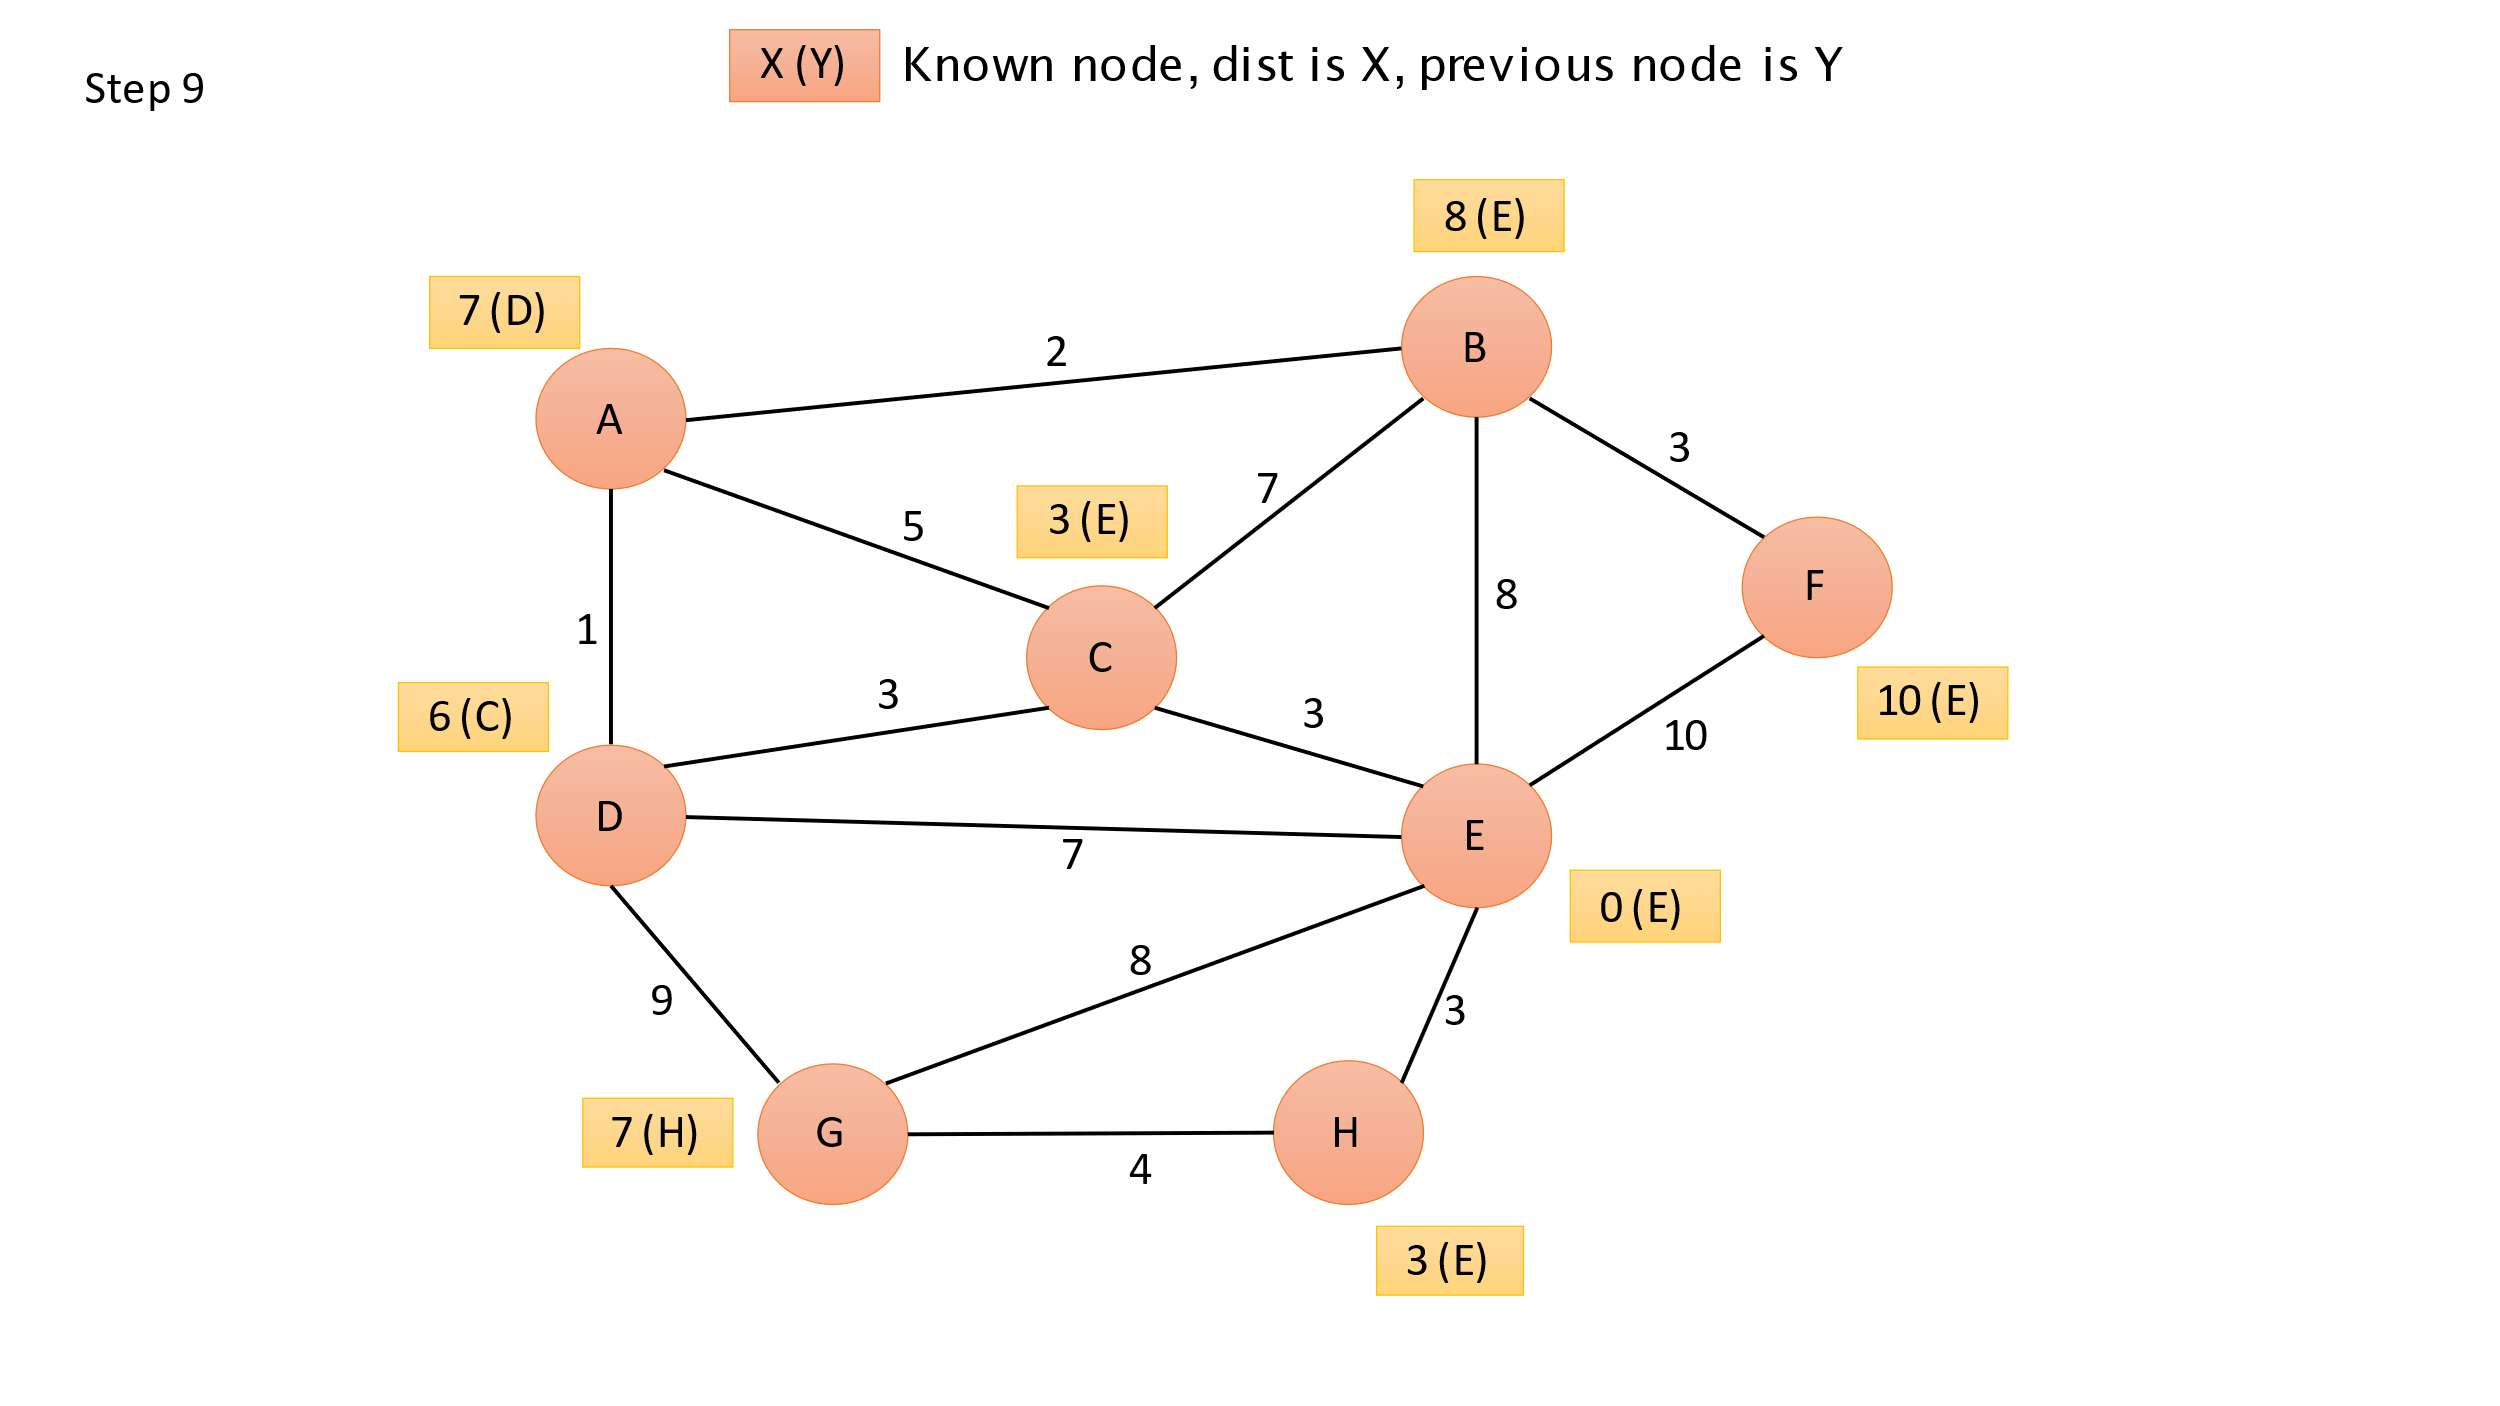 Step 9
X (Y)
Known node, dist is X, previous node is Y
8 (E)
7 (D)
B
2
A
3
7
3 (E)
5
F
8
1
C
3
6 (C)
3
10 (E)
10
D
E
7
0 (E)
8
9
3
7 (H)
G
H
4
3 (E)